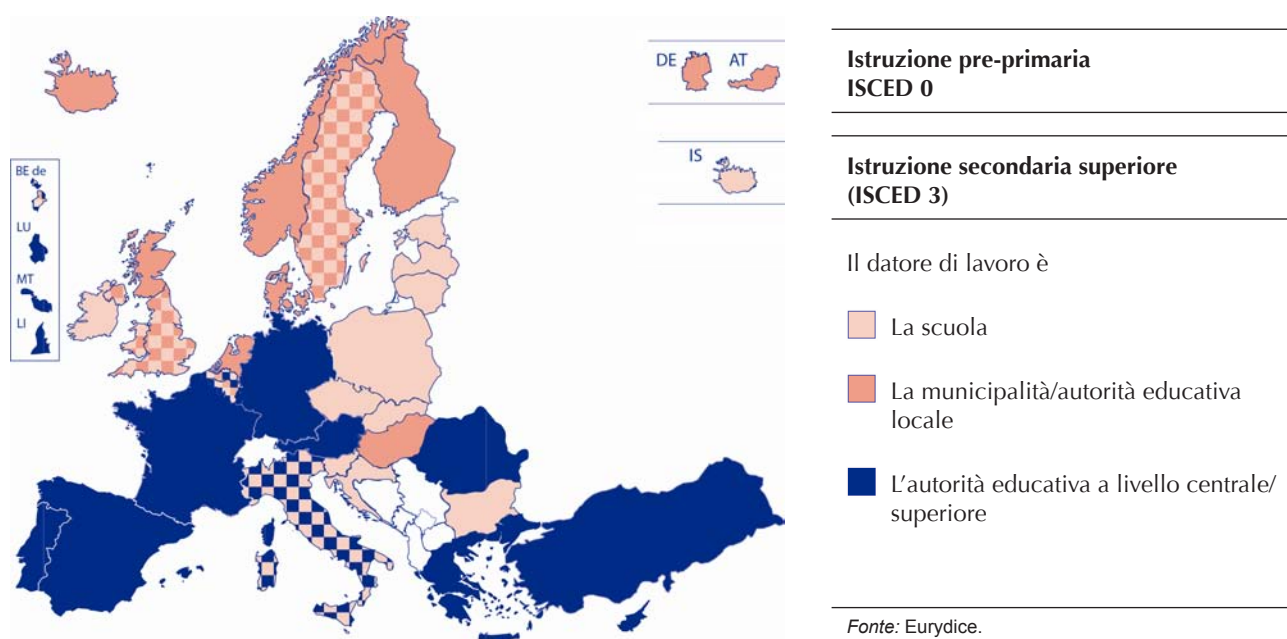 DE AT
IS
BE de
LU
MT
LI
Istruzione pre-primaria
ISCED 0
Istruzione secondaria superiore
(ISCED 3)
Il datore di lavoro è
La scuola
La municipalità/autorità educativa
locale
L'autorità educativa a livello centrale/
superiore
Fonte: Eurydice.